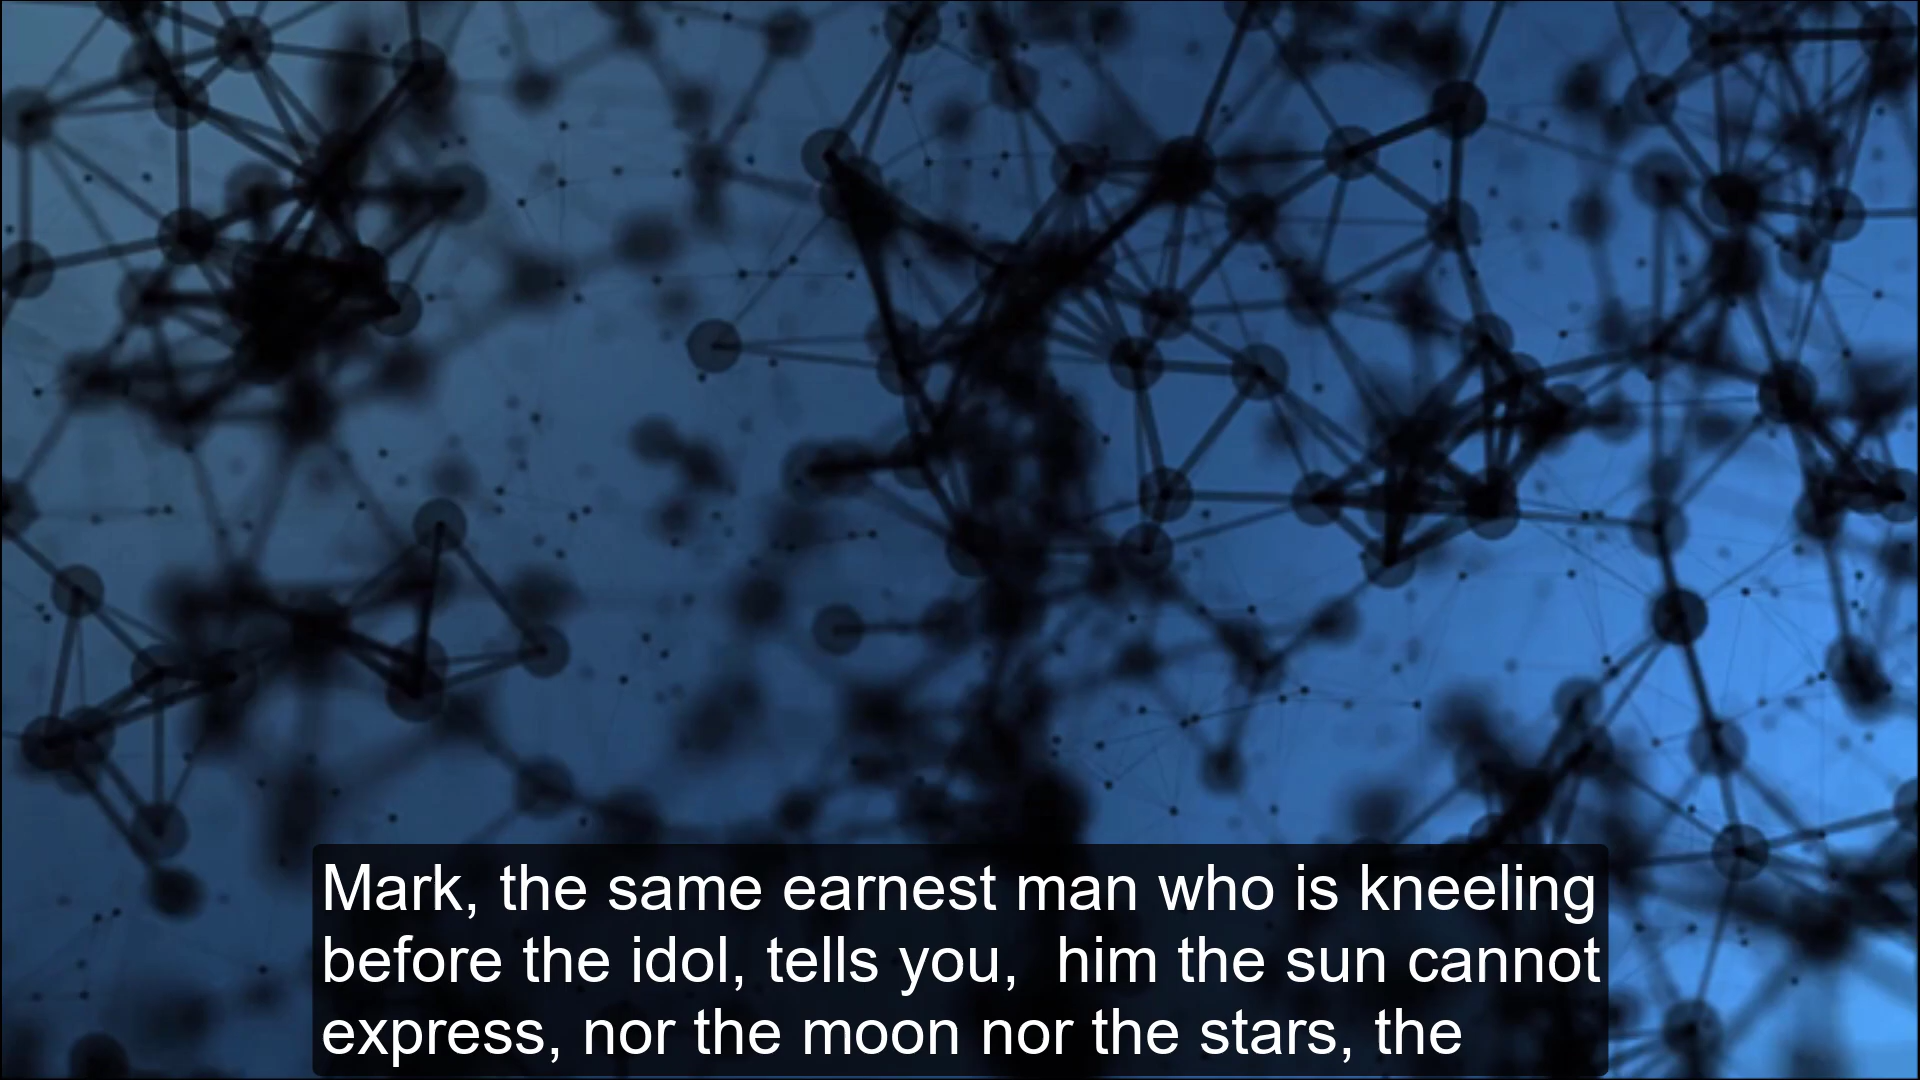 Mark, the same earnest man who is kneeling
before the idol, tells you,  him the sun cannot
express, nor the moon nor the stars, the